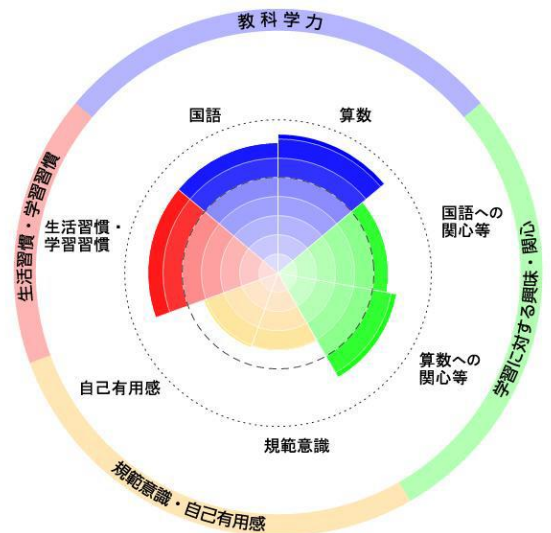 教科学力
国語
算数
生活習慣・学習習慣
生活習慣・
学習習慣
国語への
関心等
学習に対する興味・関心
算数への
関心等
自己有用感
規範意識
規範意識・自己有用感